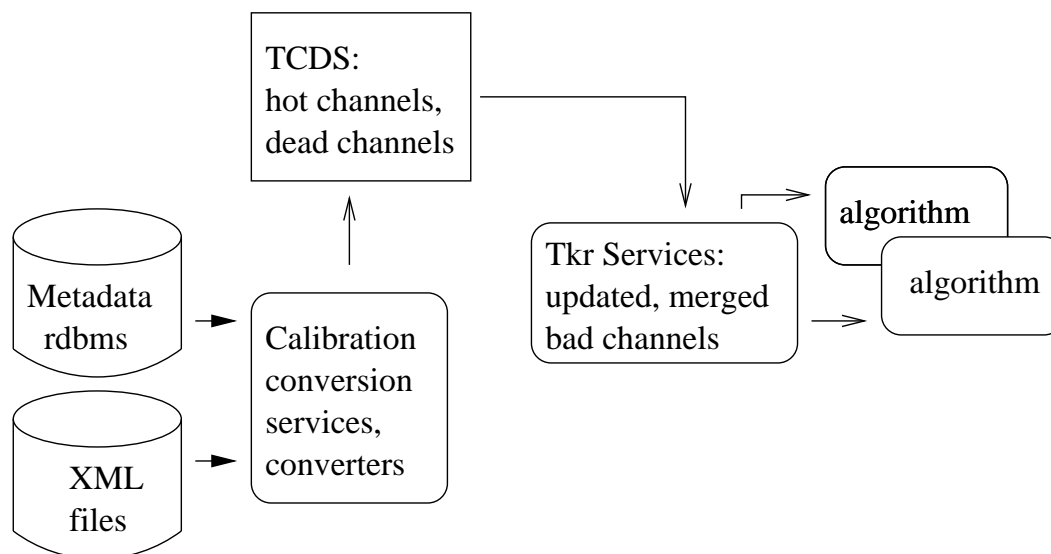 TCDS:
hot channels,
dead channels
Metadata
rdbms
XML
files
Calibration
conversion
services,
converters
Tkr Services:
updated, merged
bad channels
algorithm
algorithm